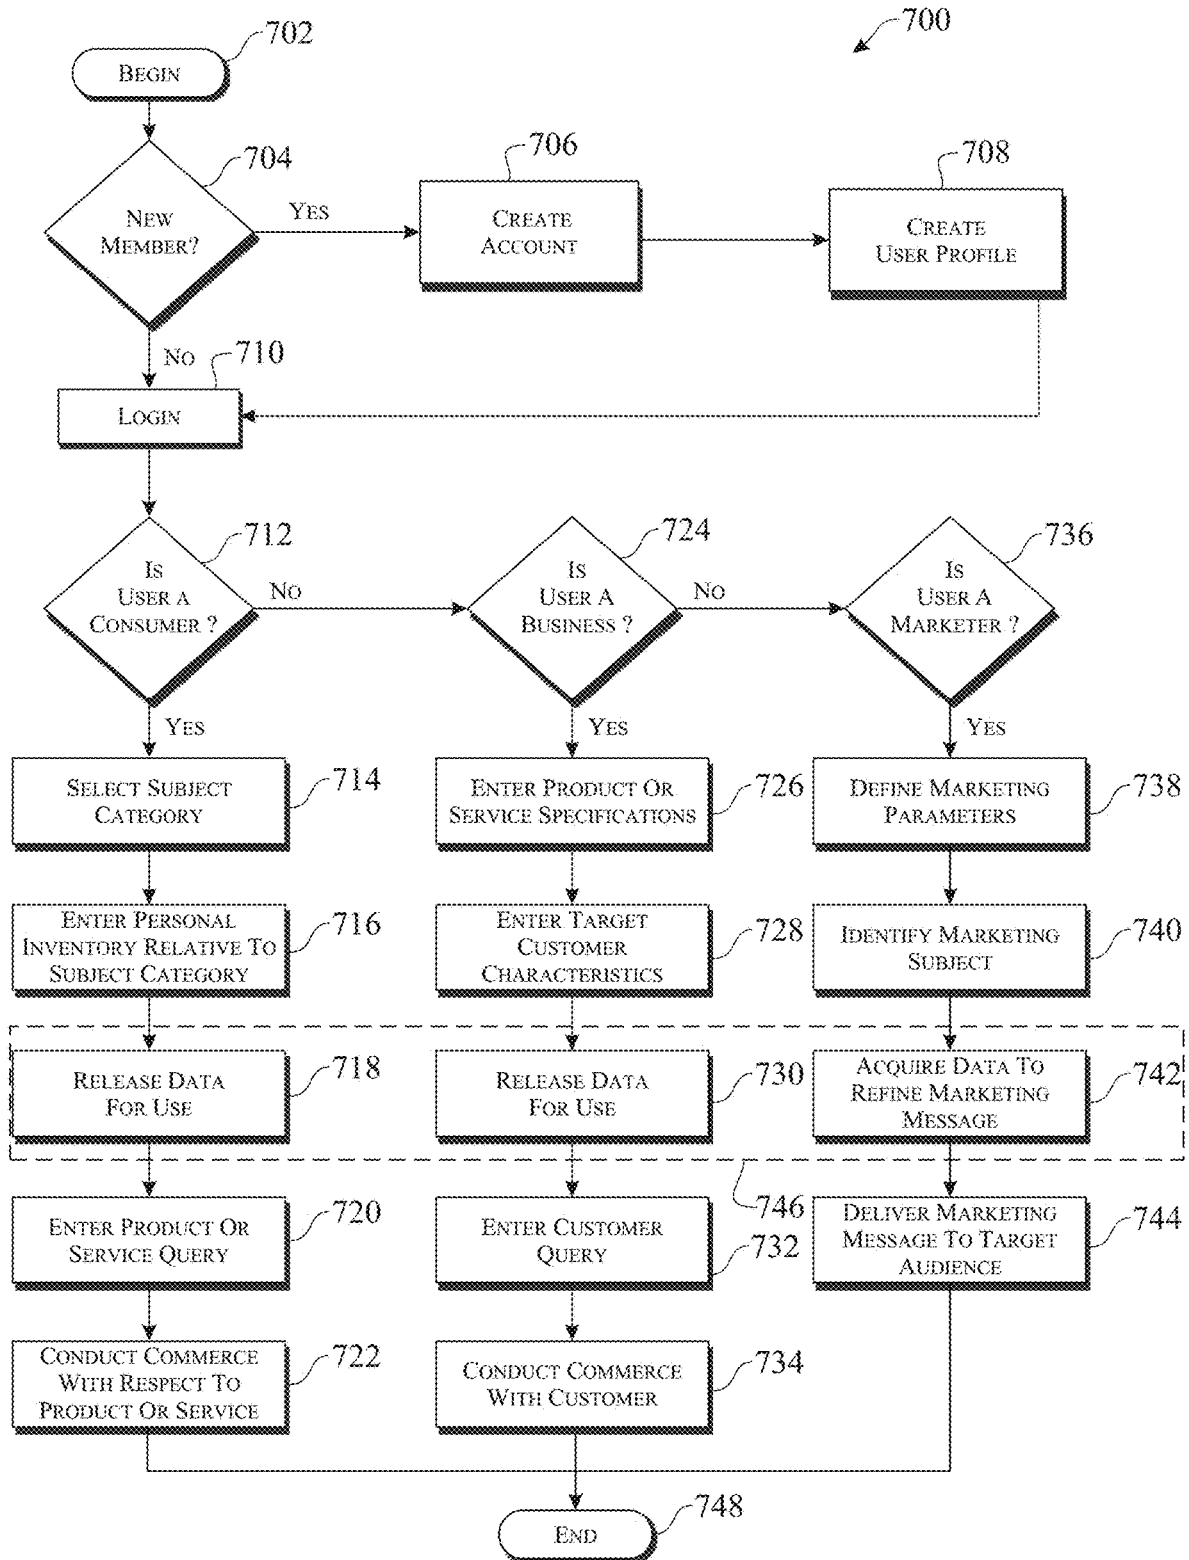 702
700
BEGIN
704
NEW
MEMBER?
YES
706
CREATE
ACCOUNT
708
CREATE
USER PROFILE
NO
710
LOGIN
712
IS
USER A
CONSUMER ?
NO
724
IS
USER A
BUSINESS ?
NO
736
IS
USER A
MARKETER ?
YES
YES
YES
SELECT SUBJECT
CATEGORY
714
ENTER PRODUCT OR
SERVICE SPECIFICATIONS
726
DEFINE MARKETING
PARAMETERS
738
ENTER PERSONAL
INVENTORY RELATIVE TO
SUBJECT CATEGORY
716
ENTER TARGET
CUSTOMER
CHARACTERISTICS
728
IDENTIFY MARKETING
SUBJECT
740
RELEASE DATA
FOR USE
718
RELEASE DATA
FOR USE
730
ACQUIRE DATA TO
REFINE MARKETING
MESSAGE
742
746
ENTER PRODUCT OR
SERVICE QUERY
720
ENTER CUSTOMER
QUERY
732
DELIVER MARKETING
MESSAGE TO TARGET
AUDIENCE
744
CONDUCT COMMERCE
WITH RESPECT TO
PRODUCT OR SERVICE
722
CONDUCT COMMERCE
WITH CUSTOMER
734
END
748